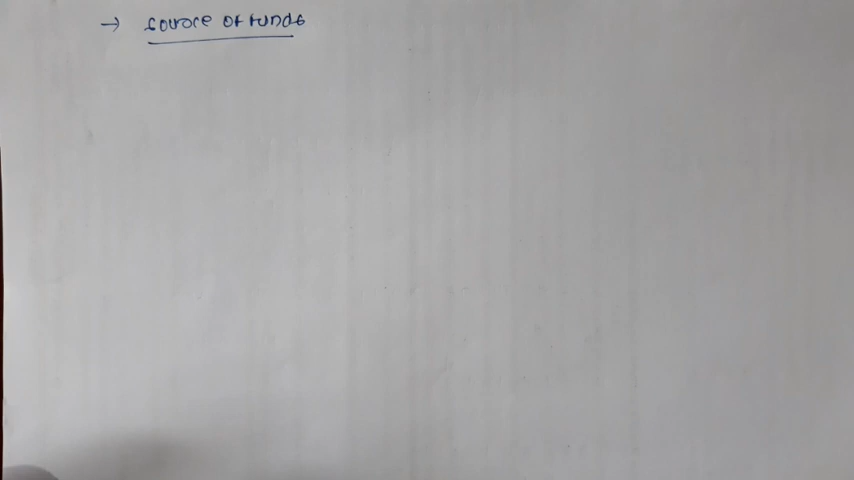 → source of funds